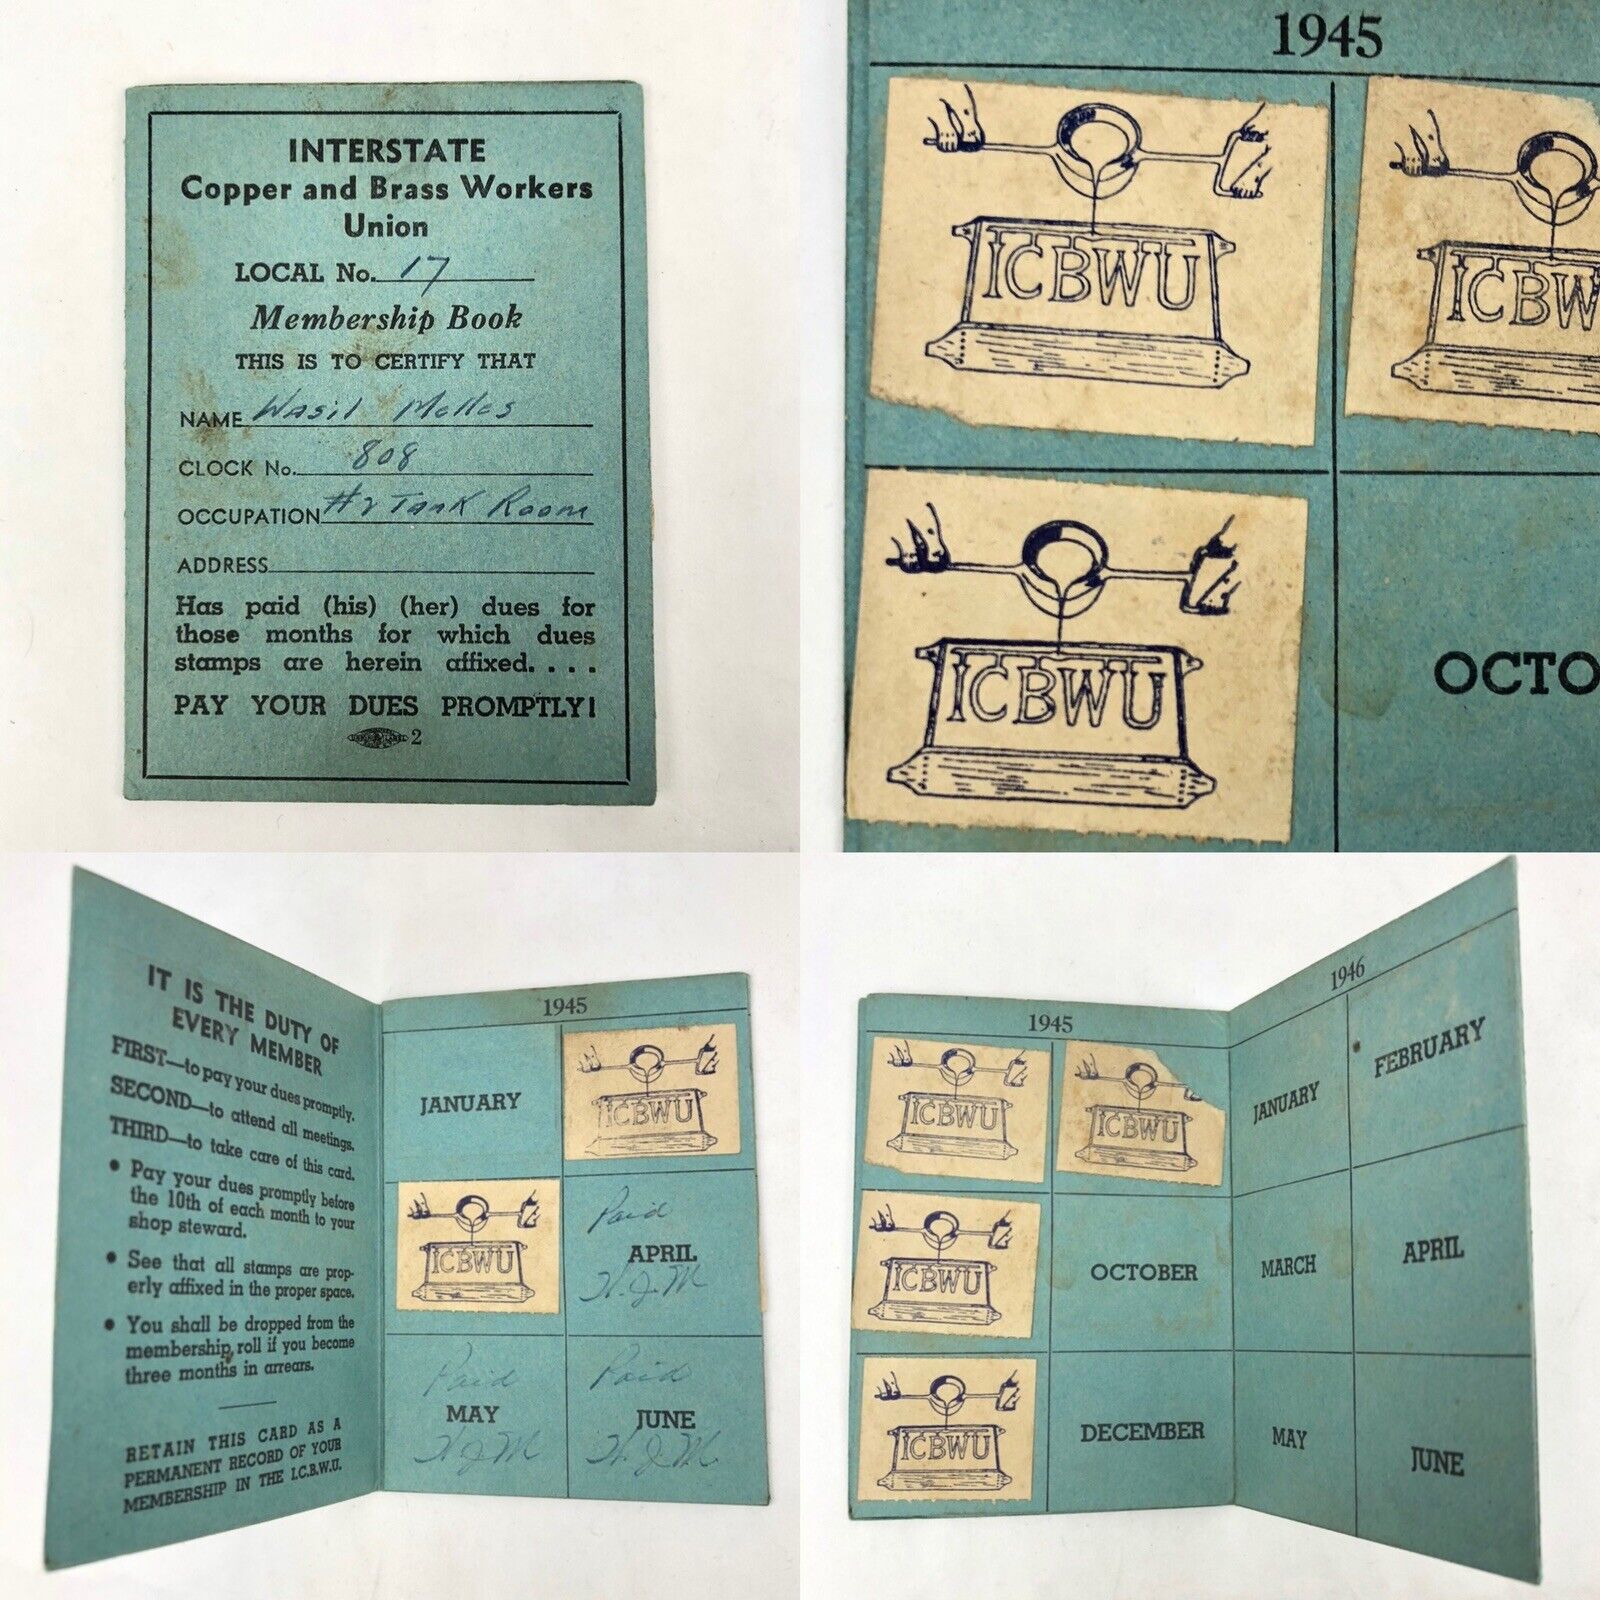 INTERSTATE
Copper and Brass Workers
Union
LOCAL No. 17
Membership Book
THIS IS TO CERTIFY THAT
NAME Wasil
CLOCK No. 808
OCCUPATION #2 Tank Room
ADDRESS
Has paid (his) (her) dues for
those months for which dues
stamps are herein affixed. . . .
PAY YOUR DUES PROMPTLY!
2
1945
ICBWU
ICBW
ICBWU
OCTO
IT IS THE DUTY OF
EVERY MEMBER
FIRST—to pay your dues promptly.
SECOND—to attend all meetings.
THIRD—to take care of this card.
• Pay your dues promptly before
the 10th of each month to your
shop steward.
• See that all stamps are prop-
erly affixed in the proper space.
• You shall be dropped from the
membership roll if you become
three months in arrears.
RETAIN THIS CARD AS A
PERMANENT RECORD OF YOUR
MEMBERSHIP IN THE I.C.B.W.U.
1945
JANUARY
ICBWU
ICBWU
Paid
APRIL
H.J.M
Paid
MAY
H.J.M
Paid
JUNE
H.J.M.
1945
ICBWU
ICBWU
ICBWU
OCTOBER
ICBWU
DECEMBER
1946
JANUARY
FEBRUARY
MARCH
APRIL
MAY
JUNE